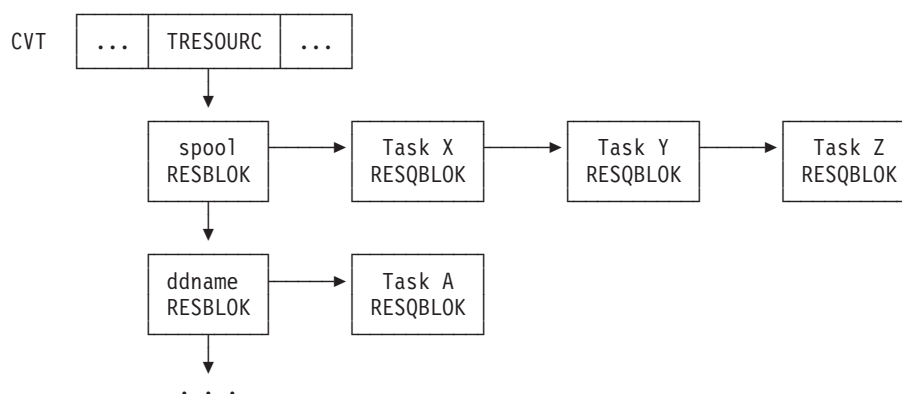 CVT ... TRESOURC ...
spool Task X Task Y Task Z
RESBLOK RESQBLOK RESQBLOK RESQBLOK
ddname Task A
RESBLOK RESQBLOK
. . .